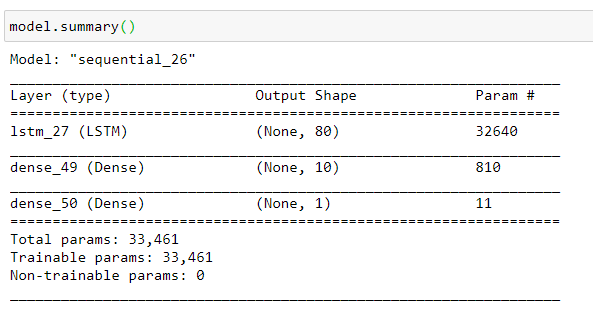 model.summary()
Model: "sequential_26"
_________________________________________________________________
Layer (type)                 Output Shape              Param #
=================================================================
lstm_27 (LSTM)               (None, 80)                32640
_________________________________________________________________
dense_49 (Dense)             (None, 10)                810
_________________________________________________________________
dense_50 (Dense)             (None, 1)                 11
=================================================================
Total params: 33,461
Trainable params: 33,461
Non-trainable params: 0
_________________________________________________________________